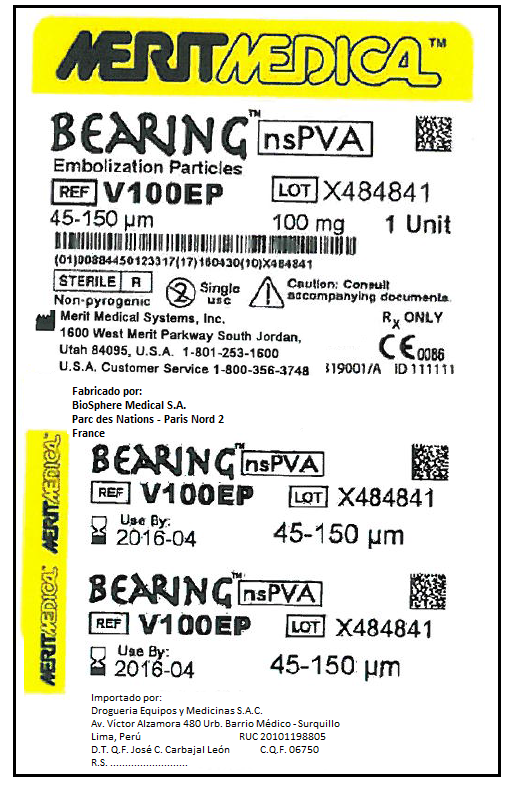 MERITMEDICAL™
BEARING™ nsPVA
Embolization Particles
REF V100EP LOT X484841
45-150 µm 100 mg 1 Unit
(01)00884450123317(17)160430(10)X484841
STERILE R Single use Caution: Consult accompanying documents.
Non-pyrogenic
Merit Medical Systems, Inc. Rx ONLY
1600 West Merit Parkway South Jordan,
Utah 84095, U.S.A. 1-801-253-1600 CE 0086
U.S.A. Customer Service 1-800-356-3748 319001/A ID 111111
Fabricado por:
BioSphere Medical S.A.
Parc des Nations - Paris Nord 2
France
MERITMEDICAL™
BEARING™ nsPVA
REF V100EP LOT X484841
Use By:
2016-04 45-150 µm
MERITMEDICAL™
BEARING™ nsPVA
REF V100EP LOT X484841
Use By:
2016-04 45-150 µm
Importado por:
Drogueria Equipos y Medicinas S.A.C.
Av. Víctor Alzamora 480 Urb. Barrio Médico - Surquillo
Lima, Perú RUC 20101198805
D.T. Q.F. José C. Carbajal León C.Q.F. 06750
R.S. ..........................